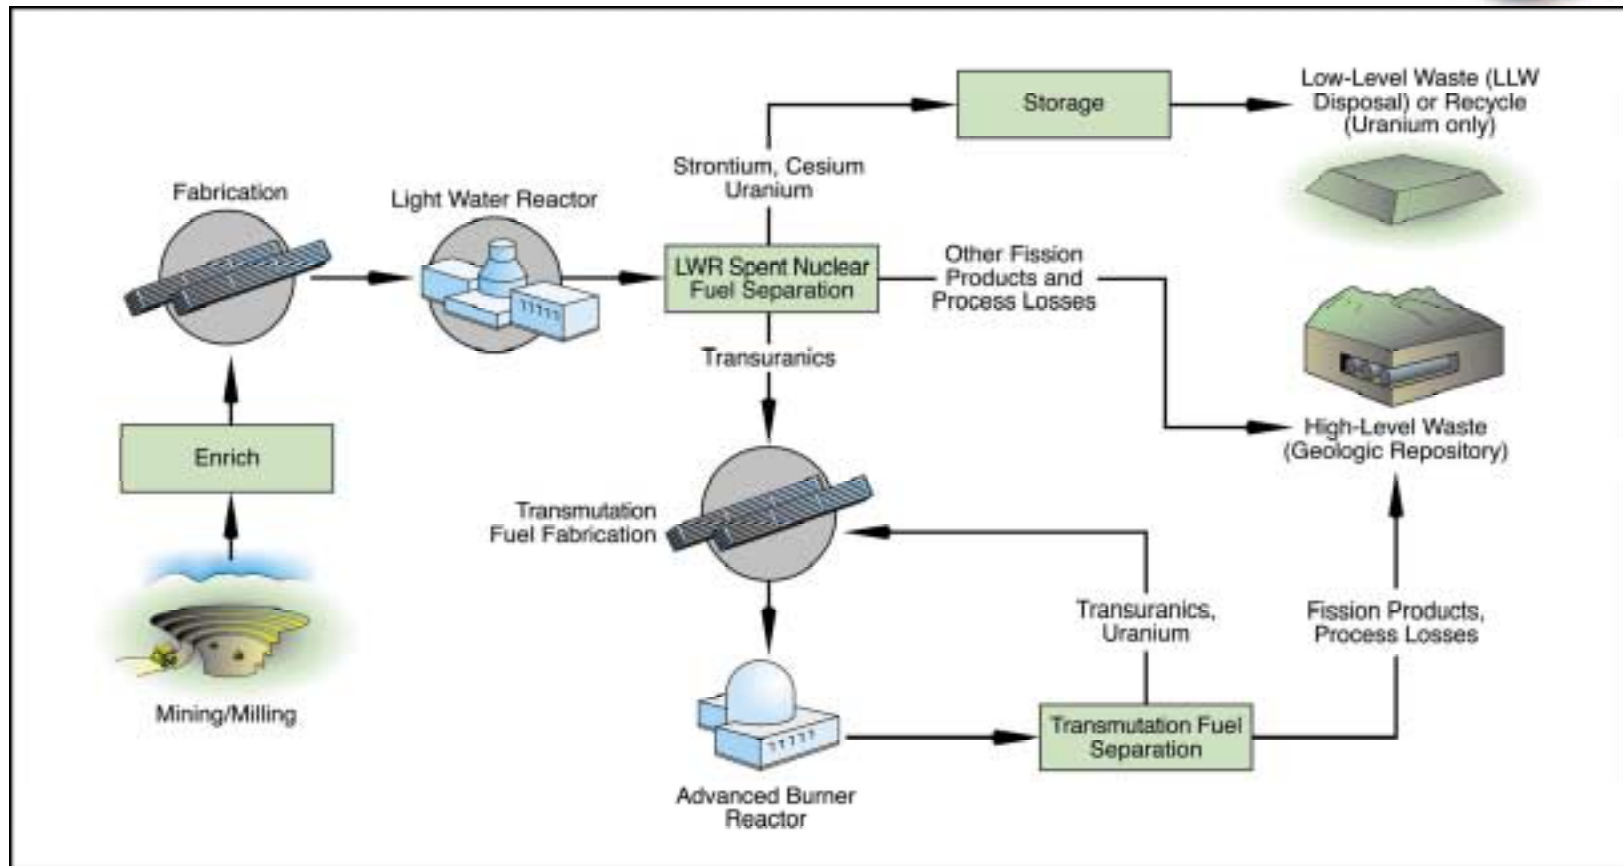 Storage
Low-Level Waste (LLW
Disposal) or Recycle
(Uranium only)
Strontium, Cesium
Uranium
Fabrication
Light Water Reactor
LWR Spent Nuclear
Fuel Separation
Other Fission
Products and
Process Losses
Transuranics
High-Level Waste
(Geologic Repository)
Enrich
Transmutation
Fuel Fabrication
Mining/Milling
Transuranics,
Uranium
Fission Products,
Process Losses
Transmutation Fuel
Separation
Advanced Burner
Reactor